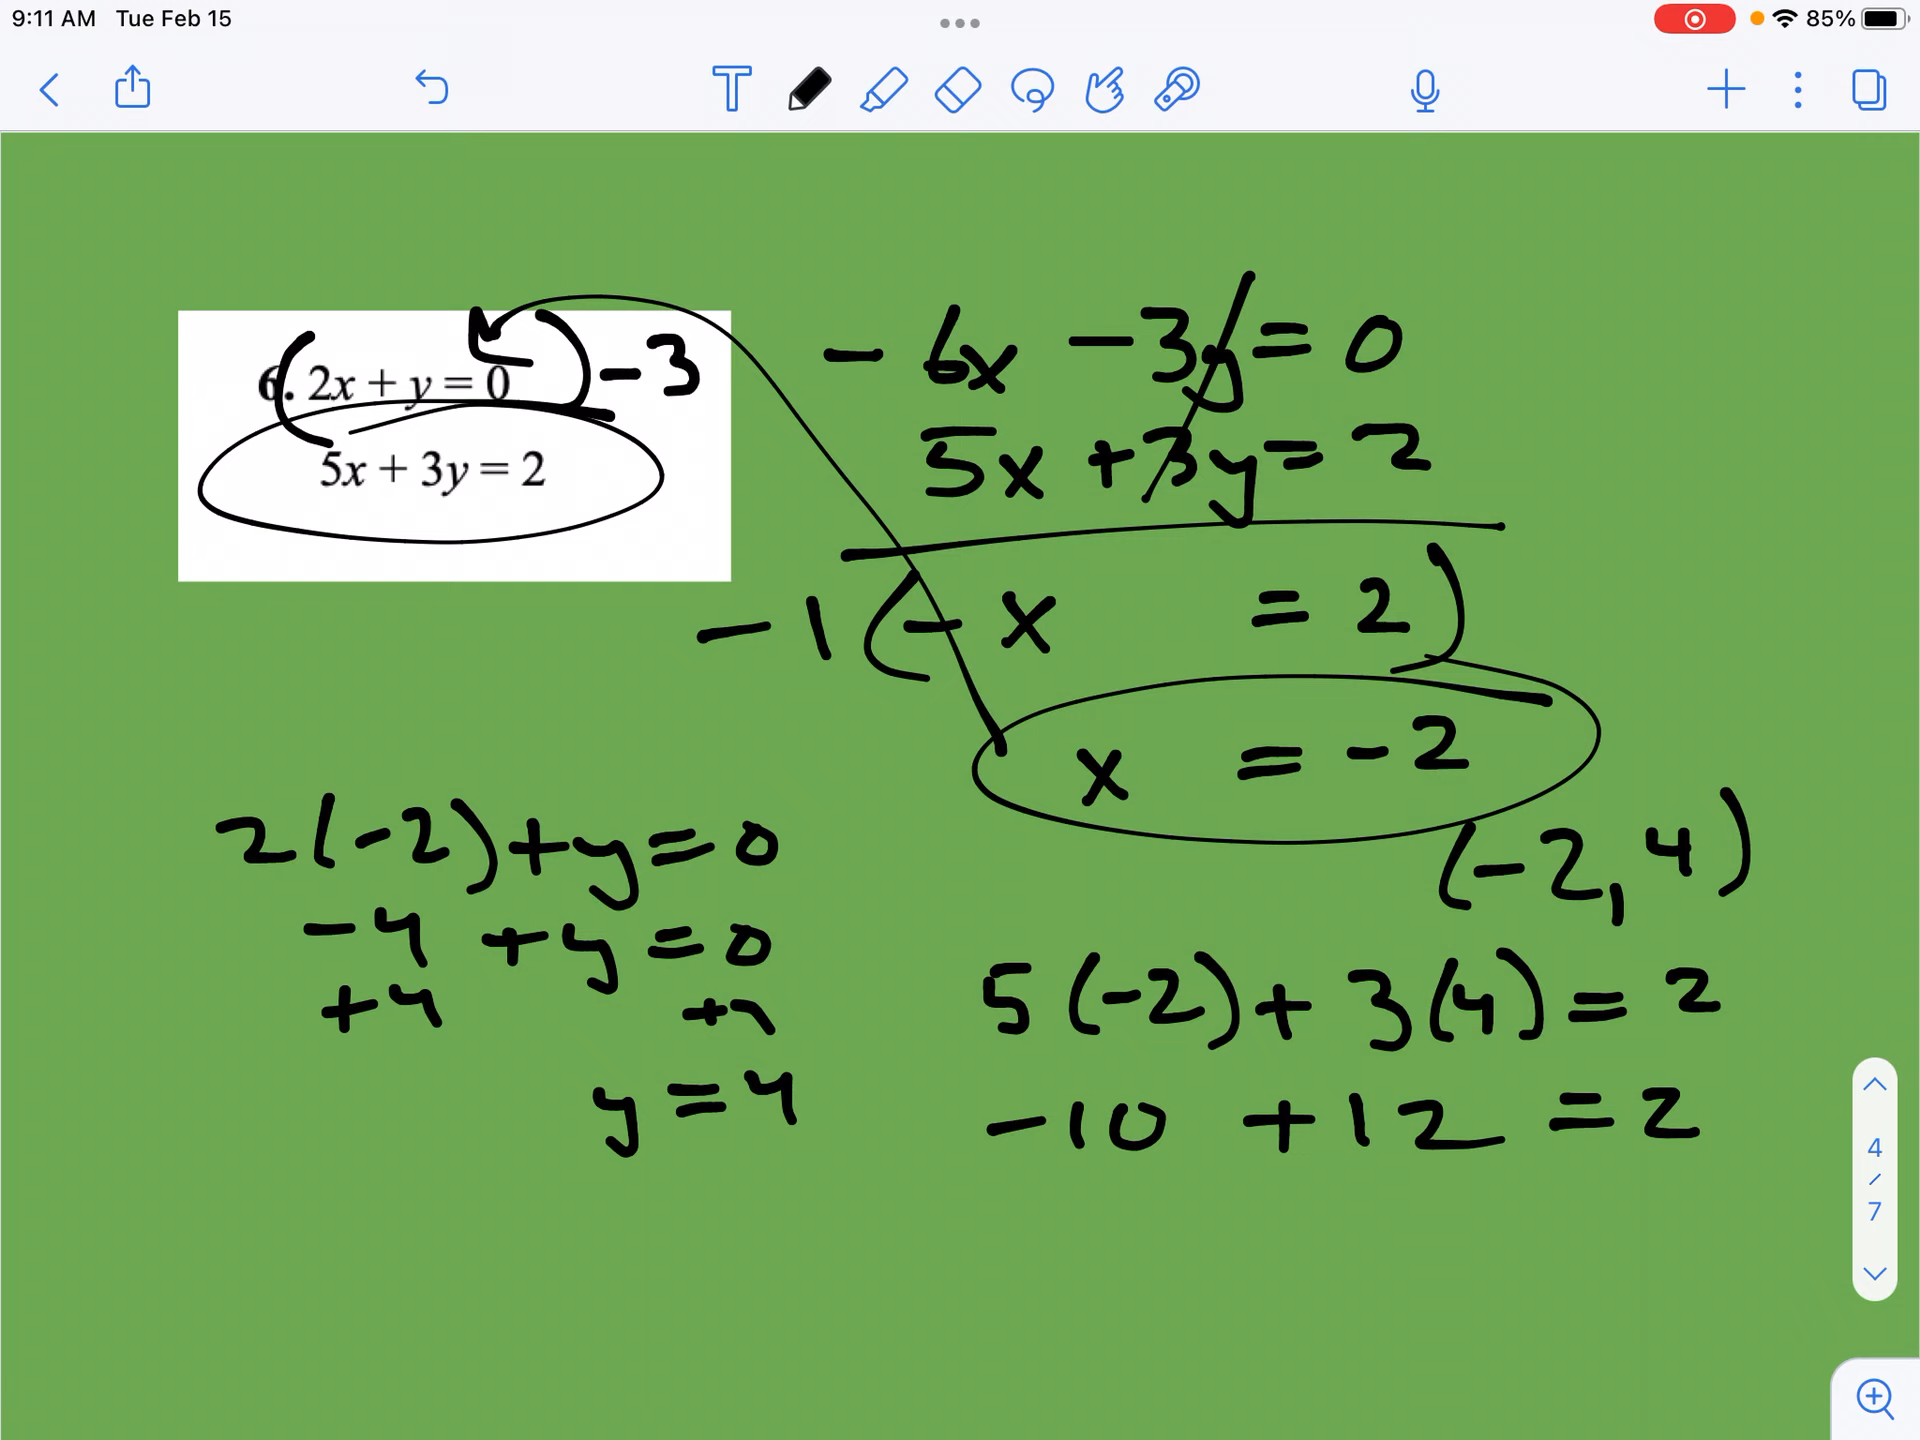 9:11 AM Tue Feb 15
85%
6. 2x + y = 0
-3
5x + 3y = 2
- 6x - 3y = 0
5x + 3y = 2
-1(- x = 2)
x = -2
(-2, 4)
2(-2) + y = 0
-4 + y = 0
+4
y = 4
5(-2) + 3(4) = 2
-10 + 12 = 2
4
/
7